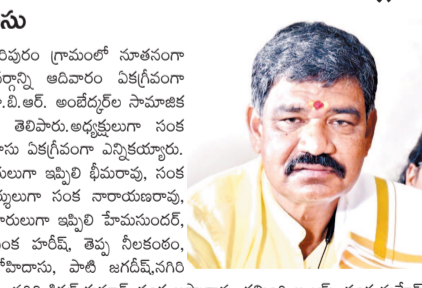 సు
రిపురం గ్రామంలో నూతనంగా
ర్గాన్ని ఆదివారం ఏకగ్రీవంగా
.బి.ఆర్. అంబేద్కర్‌ల సామాజిక
తెలిపారు.అధ్యక్షులుగా సంక
ాసు ఏకగ్రీవంగా ఎన్నికయ్యారు.
లుగా ఇప్పిలి భీమరావు, సంక
ర్శులుగా సంక నారాయణరావు,
ారులుగా ఇప్పిలి హేమసుందర్,
ంక హరీష్, తెప్ప నీలకంఠం,
ోహిదాసు, పాటి జగదీష్,నగిరి